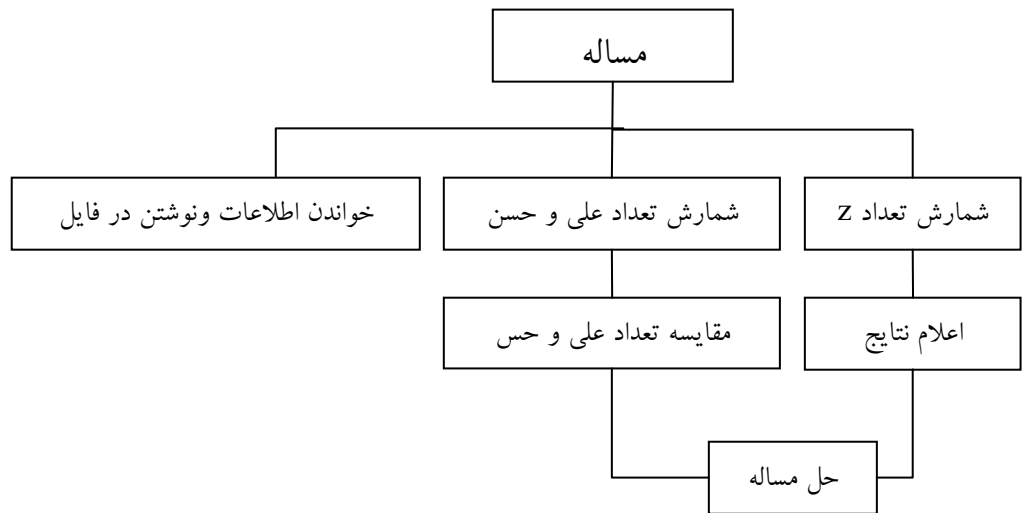 مساله
شمارش تعداد z
شمارش تعداد علی و حسن
خواندن اطلاعات ونوشتن در فایل
اعلام نتایج
مقایسه تعداد علی و حس
حل مساله